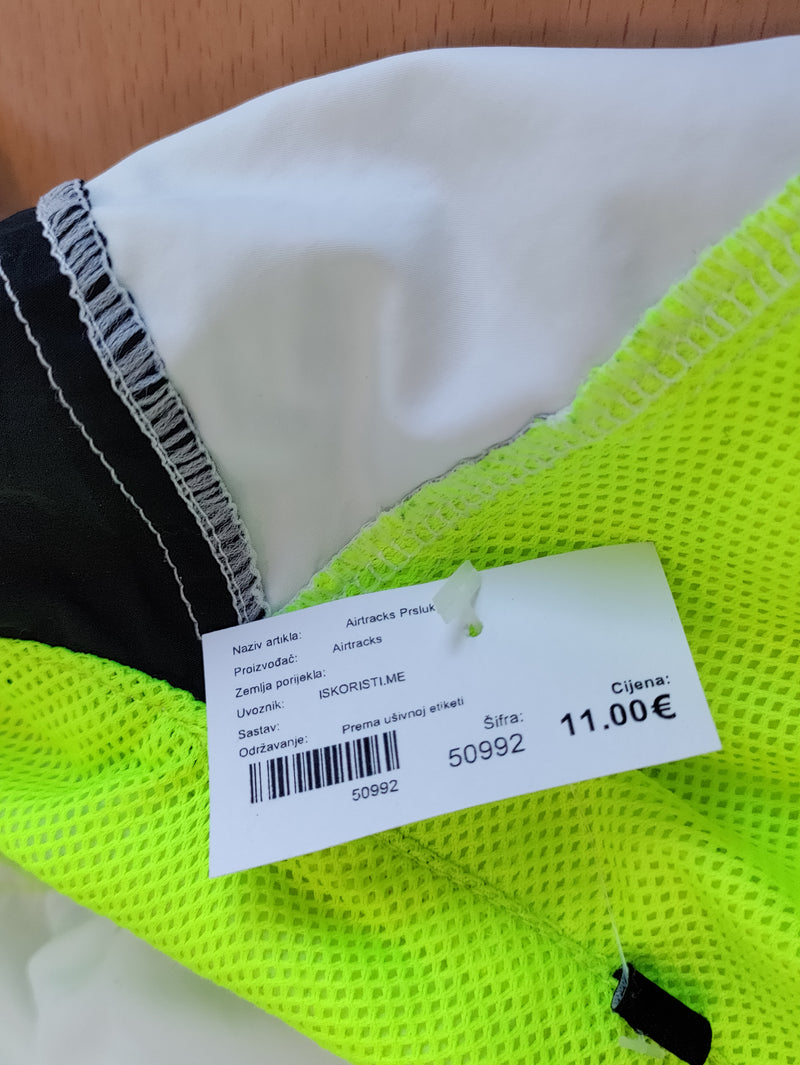 Naziv artikla: Airtracks Prsluk
Proizvođač: Airtracks
Zemlja porijekla:
Uvoznik: ISKORISTI.ME
Sastav:
Održavanje: Prema ušivnoj etiketi
50992
Šifra:
50992
Cijena:
11.00€